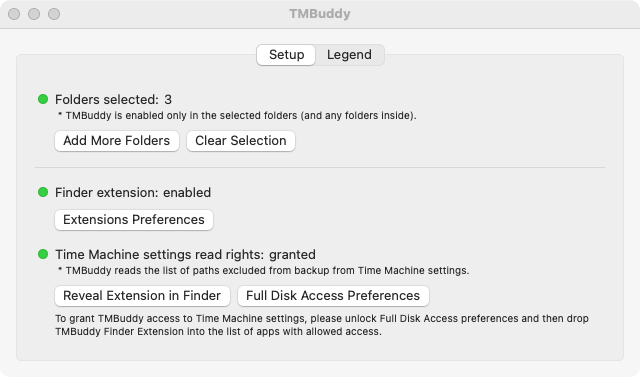 TMBuddy
Setup Legend
Folders selected: 3
* TMBuddy is enabled only in the selected folders (and any folders inside).
Add More Folders Clear Selection
Finder extension: enabled
Extensions Preferences
Time Machine settings read rights: granted
* TMBuddy reads the list of paths excluded from backup from Time Machine settings.
Reveal Extension in Finder Full Disk Access Preferences
To grant TMBuddy access to Time Machine settings, please unlock Full Disk Access preferences and then drop
TMBuddy Finder Extension into the list of apps with allowed access.